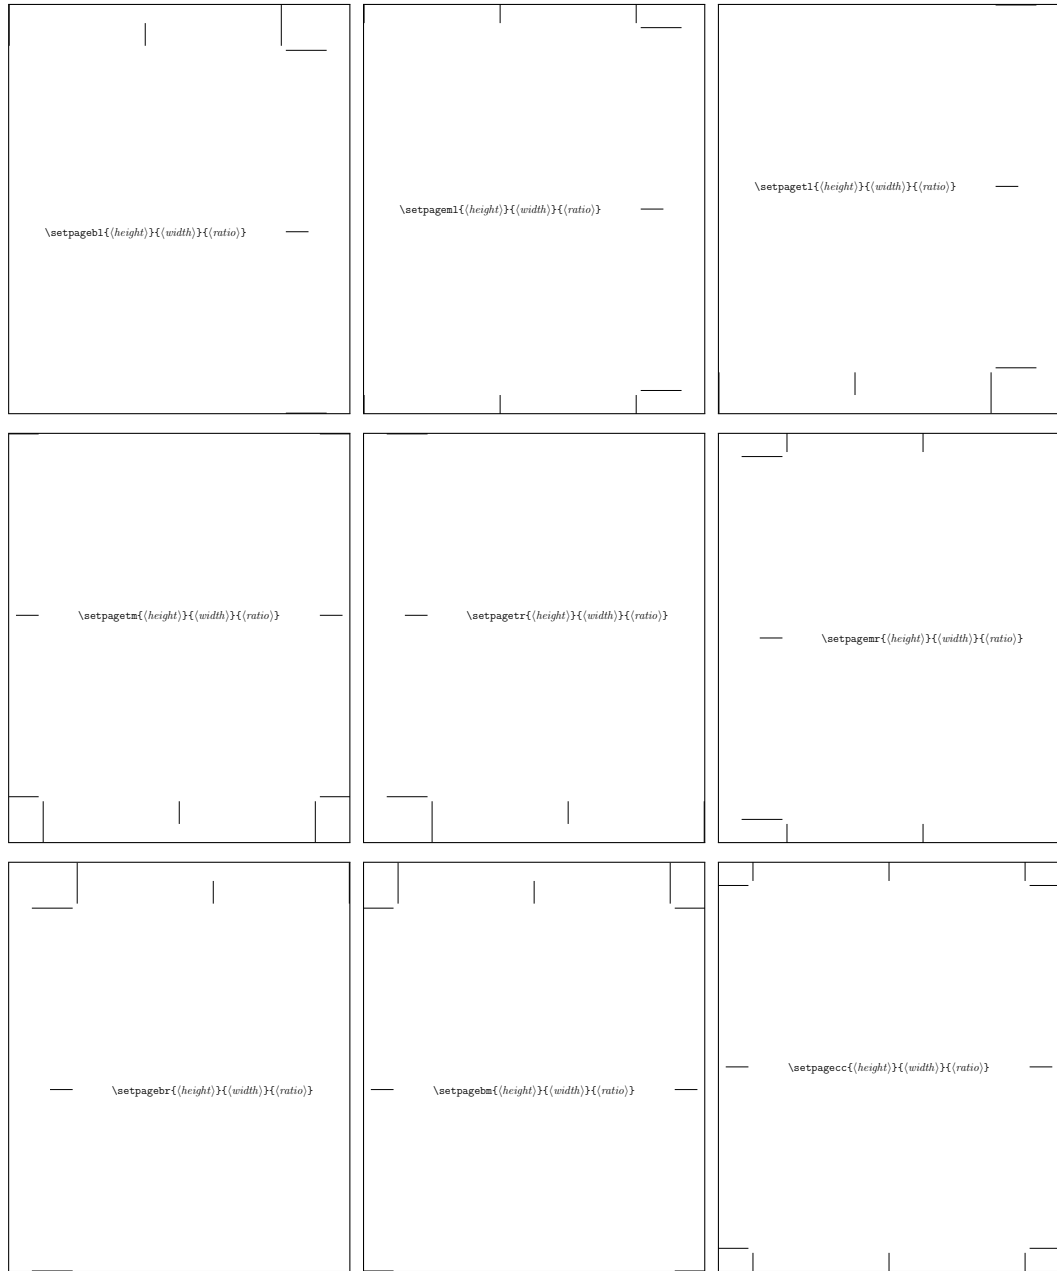 \setpagebl{⟨height⟩}{⟨width⟩}{⟨ratio⟩}
\setpageml{⟨height⟩}{⟨width⟩}{⟨ratio⟩}
\setpagetl{⟨height⟩}{⟨width⟩}{⟨ratio⟩}
\setpagetm{⟨height⟩}{⟨width⟩}{⟨ratio⟩}
\setpagetr{⟨height⟩}{⟨width⟩}{⟨ratio⟩}
\setpagemr{⟨height⟩}{⟨width⟩}{⟨ratio⟩}
\setpagebr{⟨height⟩}{⟨width⟩}{⟨ratio⟩}
\setpagebm{⟨height⟩}{⟨width⟩}{⟨ratio⟩}
\setpagecc{⟨height⟩}{⟨width⟩}{⟨ratio⟩}